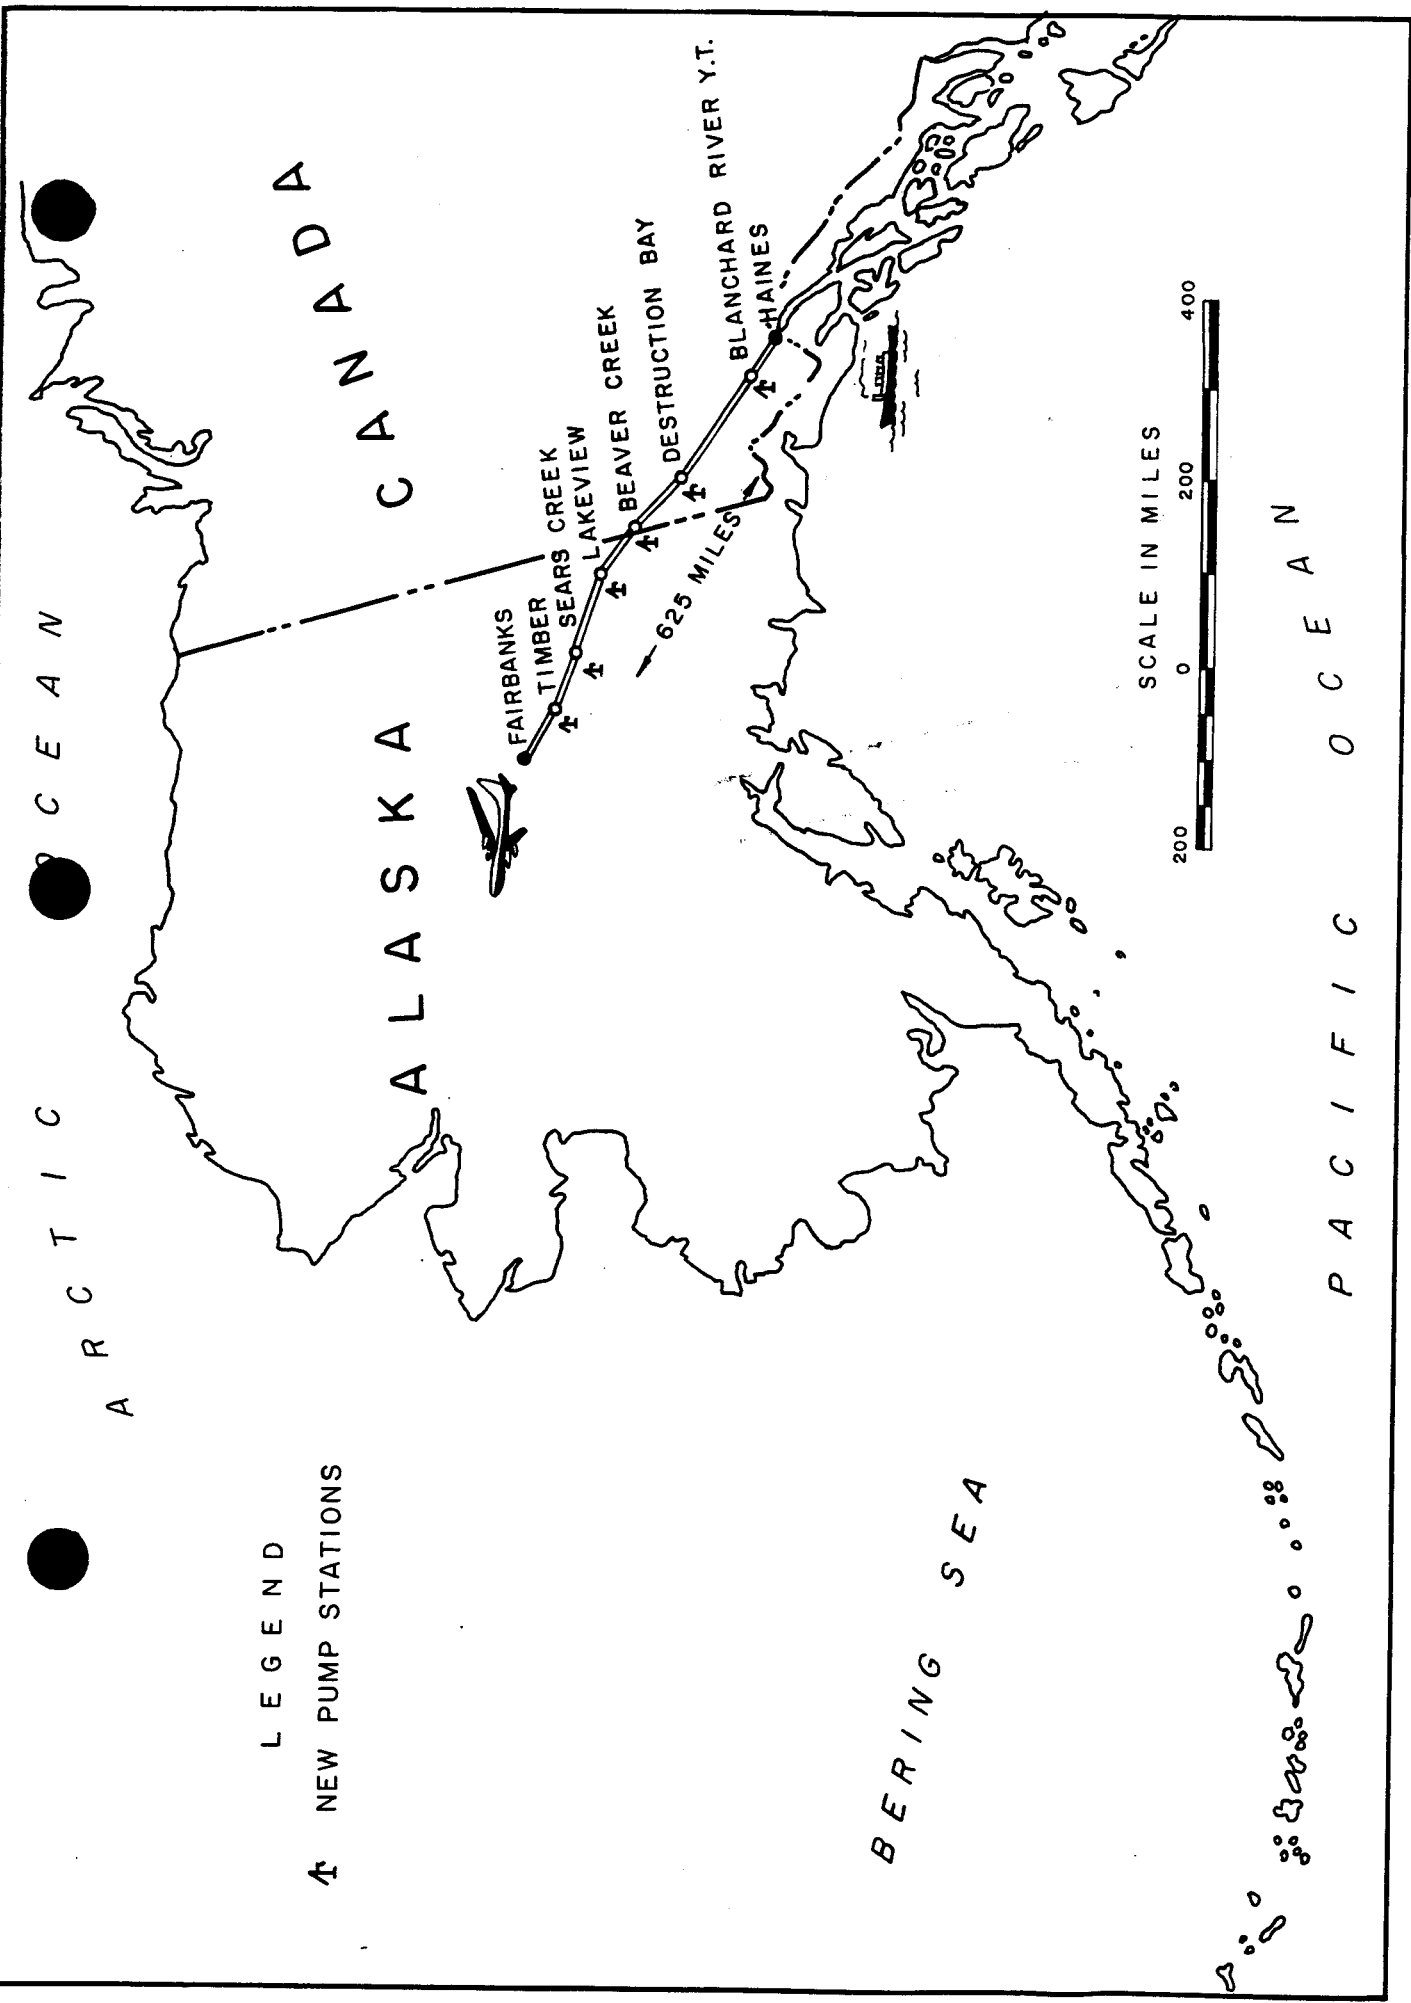 ARCTIC OCEAN
CANADA
ALASKA
FAIRBANKS
TIMBER
SEARS CREEK
LAKEVIEW
BEAVER CREEK
DESTRUCTION BAY
BLANCHARD RIVER Y.T.
HAINES
625 MILES
LEGEND
NEW PUMP STATIONS
BERING SEA
SCALE IN MILES
200 0 200 400
PACIFIC OCEAN